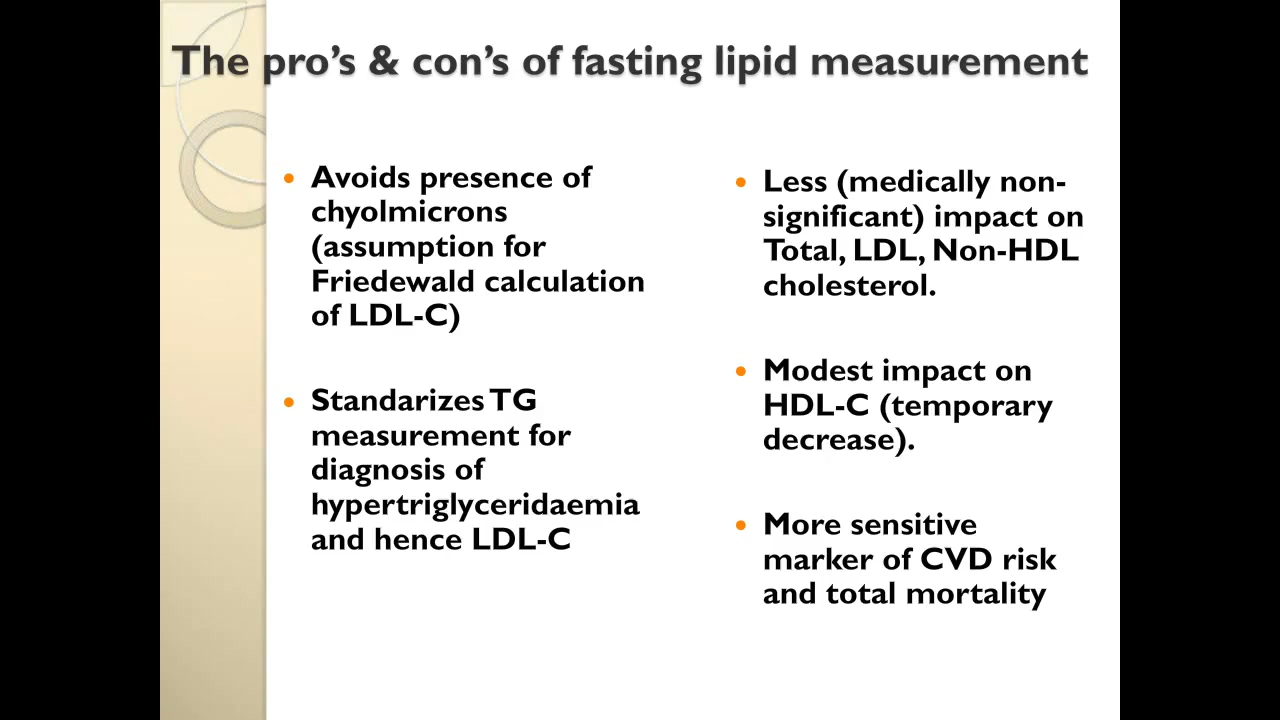 The pro's & con's of fasting lipid measurement
Avoids presence of
chyolmicrons
(assumption for
Friedewald calculation
of LDL-C)
Standarizes TG
measurement for
diagnosis of
hypertriglyceridaemia
and hence LDL-C
Less (medically non-
significant) impact on
Total, LDL, Non-HDL
cholesterol.
Modest impact on
HDL-C (temporary
decrease).
More sensitive
marker of CVD risk
and total mortality